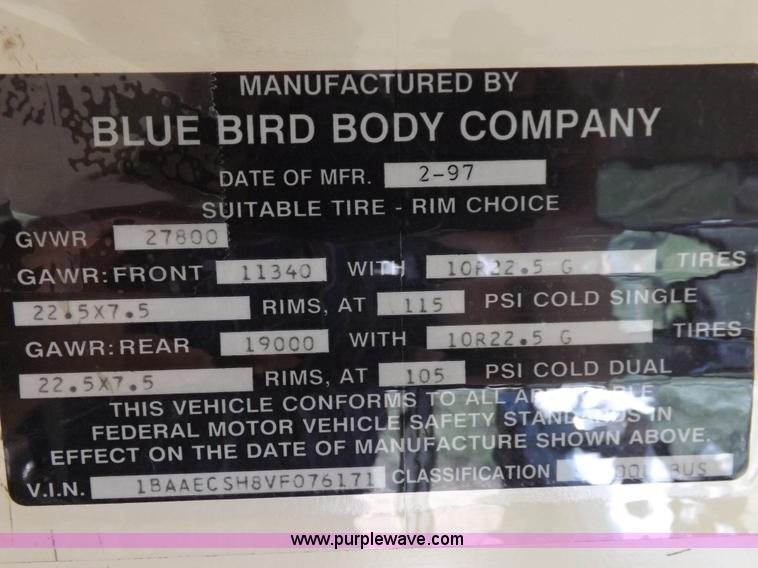 MANUFACTURED BY
BLUE BIRD BODY COMPANY
DATE OF MFR. 2-97
SUITABLE TIRE - RIM CHOICE
GVWR 27800
GAWR: FRONT 11340 WITH 10R22.5 G TIRES
22.5X7.5 RIMS, AT 115 PSI COLD SINGLE
GAWR: REAR 19000 WITH 10R22.5 G TIRES
22.5X7.5 RIMS, AT 105 PSI COLD DUAL
THIS VEHICLE CONFORMS TO ALL
FEDERAL MOTOR VEHICLE SAFETY STANDARDS IN
EFFECT ON THE DATE OF MANUFACTURE SHOWN ABOVE.
V.I.N. 1BAAECSH8VF076171 CLASSIFICATION BUS
www.purplewave.com